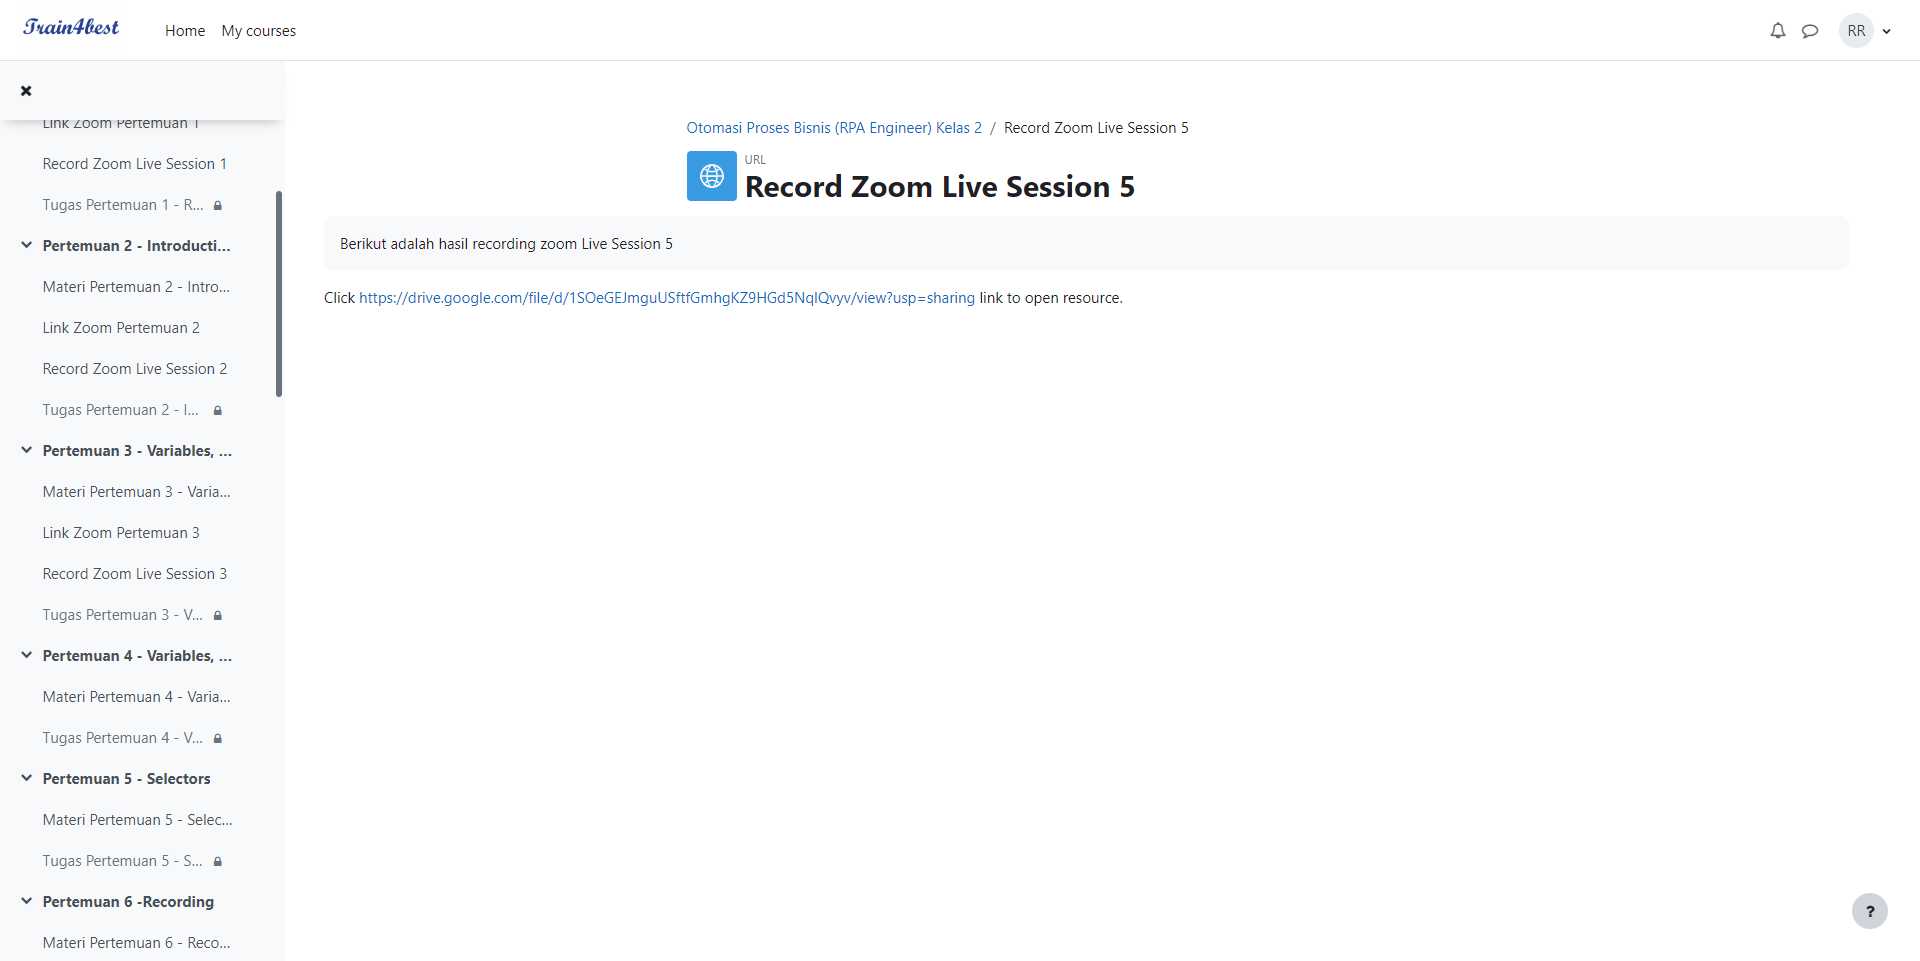 Train4best
Home
My courses
RR
Link Zoom Pertemuan 1
Record Zoom Live Session 1
Tugas Pertemuan 1 - R...
Pertemuan 2 - Introducti...
Materi Pertemuan 2 - Intro...
Link Zoom Pertemuan 2
Record Zoom Live Session 2
Tugas Pertemuan 2 - I...
Pertemuan 3 - Variables, ...
Materi Pertemuan 3 - Varia...
Link Zoom Pertemuan 3
Record Zoom Live Session 3
Tugas Pertemuan 3 - V...
Pertemuan 4 - Variables, ...
Materi Pertemuan 4 - Varia...
Tugas Pertemuan 4 - V...
Pertemuan 5 - Selectors
Materi Pertemuan 5 - Selec...
Tugas Pertemuan 5 - S...
Pertemuan 6 -Recording
Materi Pertemuan 6 - Reco...
Otomasi Proses Bisnis (RPA Engineer) Kelas 2 / Record Zoom Live Session 5
URL
Record Zoom Live Session 5
Berikut adalah hasil recording zoom Live Session 5
Click https://drive.google.com/file/d/1SOeGEJmguUSftfGmhgKZ9HGd5NqIQvyv/view?usp=sharing link to open resource.
?